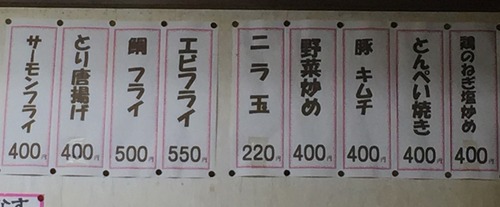 鶏のねぎ塩炒め
400円
とんぺい焼き
400円
豚キムチ
400円
野菜炒め
400円
ニラ玉
220円
エビフライ
550円
鯛フライ
500円
とり唐揚げ
400円
サーモンフライ
400円